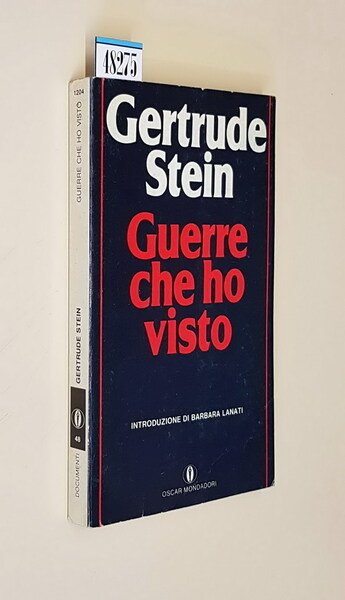 48275
Gertrude
Stein
Guerre
che ho
visto
INTRODUZIONE DI BARBARA LANATI
OSCAR MONDADORI
1204
GUERRE CHE HO VISTO
GERTRUDE STEIN
48
DOCUMENTI